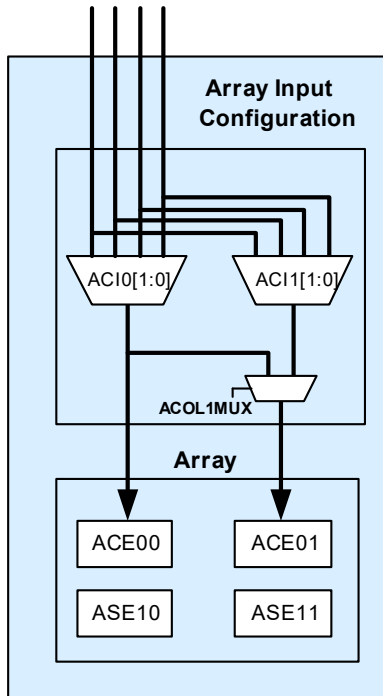 Array Input
Configuration
ACI0[1:0]
ACI1[1:0]
ACOL1MUX
Array
ACE00
ACE01
ASE10
ASE11